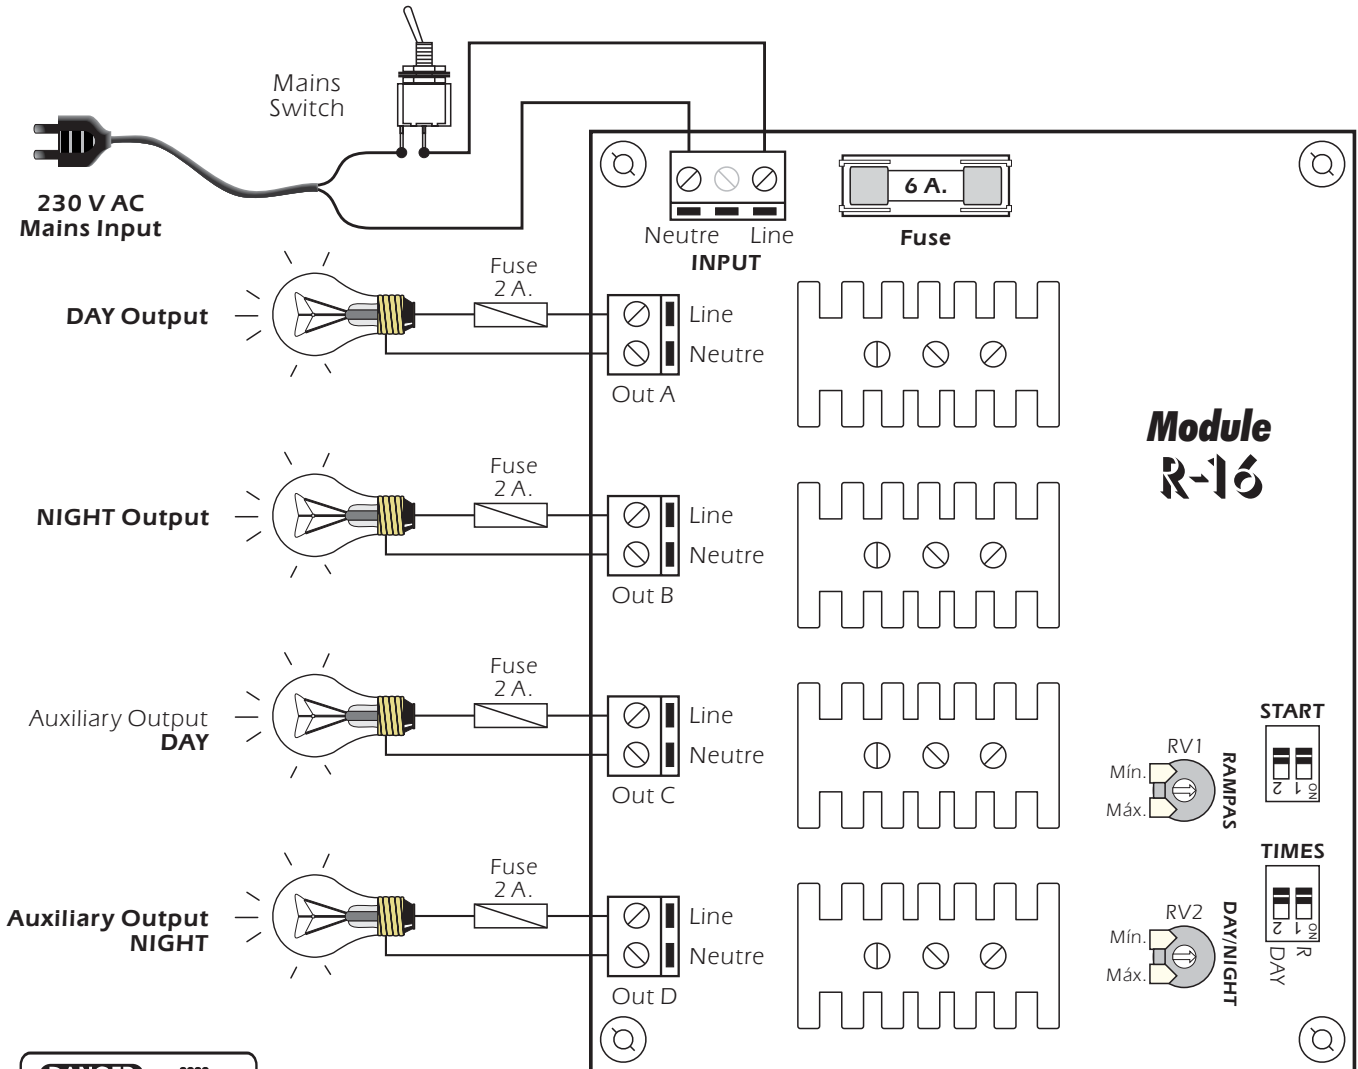 Mains
Switch
230 V AC
Mains Input
6 A.
Fuse
Neutre Line
INPUT
DAY Output
Fuse
2 A.
Line
Neutre
Out A
Module
R-16
NIGHT Output
Fuse
2 A.
Line
Neutre
Out B
Auxiliary Output
DAY
Fuse
2 A.
Line
Neutre
Out C
RV1
Mín.
Máx.
RAMPAS
START
2 1 ON
Auxiliary Output
NIGHT
Fuse
2 A.
Line
Neutre
Out D
RV2
Mín.
Máx.
DAY/NIGHT
TIMES
2 1 ON
DAY R
DANGER